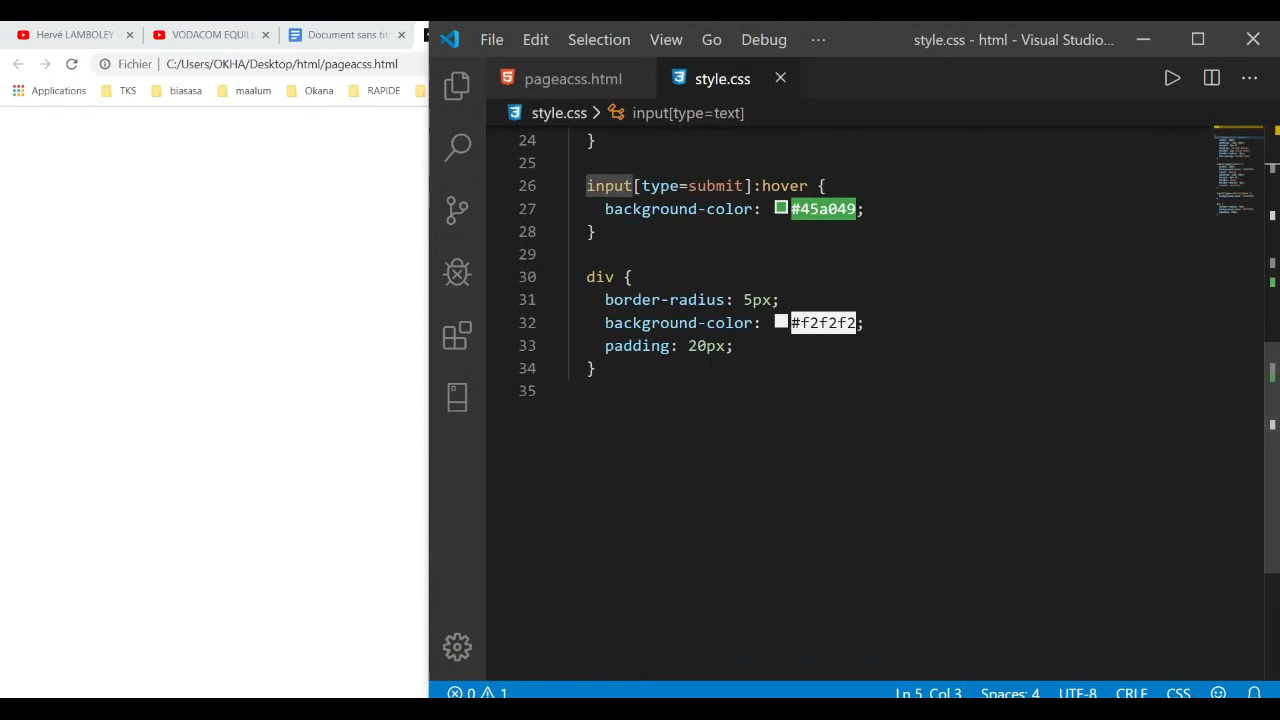 Hervé LAMBOLEY
VODACOM EQUIL
Document sans tit
Fichier | C:/Users/OKHA/Desktop/html/pageacss.html
Applications TKS biasasa maalum Okana RAPIDE
File Edit Selection View Go Debug ··· style.css - html - Visual Studio...
pageacss.html style.css
style.css > input[type=text]
24 }
25
26 input[type=submit]:hover {
27 background-color: #45a049;
28 }
29
30 div {
31 border-radius: 5px;
32 background-color: #f2f2f2;
33 padding: 20px;
34 }
35
0 1 Ln 5, Col 3 Spaces: 4 UTF-8 CRLF CSS